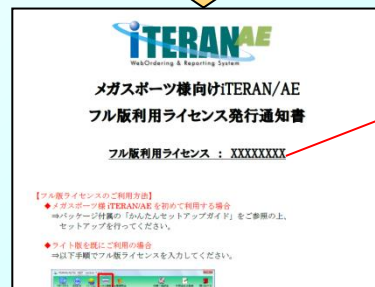 iTERAN/AE
WebOrdering & Reporting System
メガスポーツ様向けiTERAN/AE
フル版利用ライセンス発行通知書
フル版利用ライセンス : XXXXXXXX
【フル版ライセンスのご利用方法】
◆メガスポーツ様 iTERAN/AE を初めて利用する場合
⇒パッケージ付属の「かんたんセットアップガイド」をご参照の上、
セットアップを行ってください。
◆ライト版を既にご利用の場合
⇒以下手順でフル版ライセンスを入力してください。